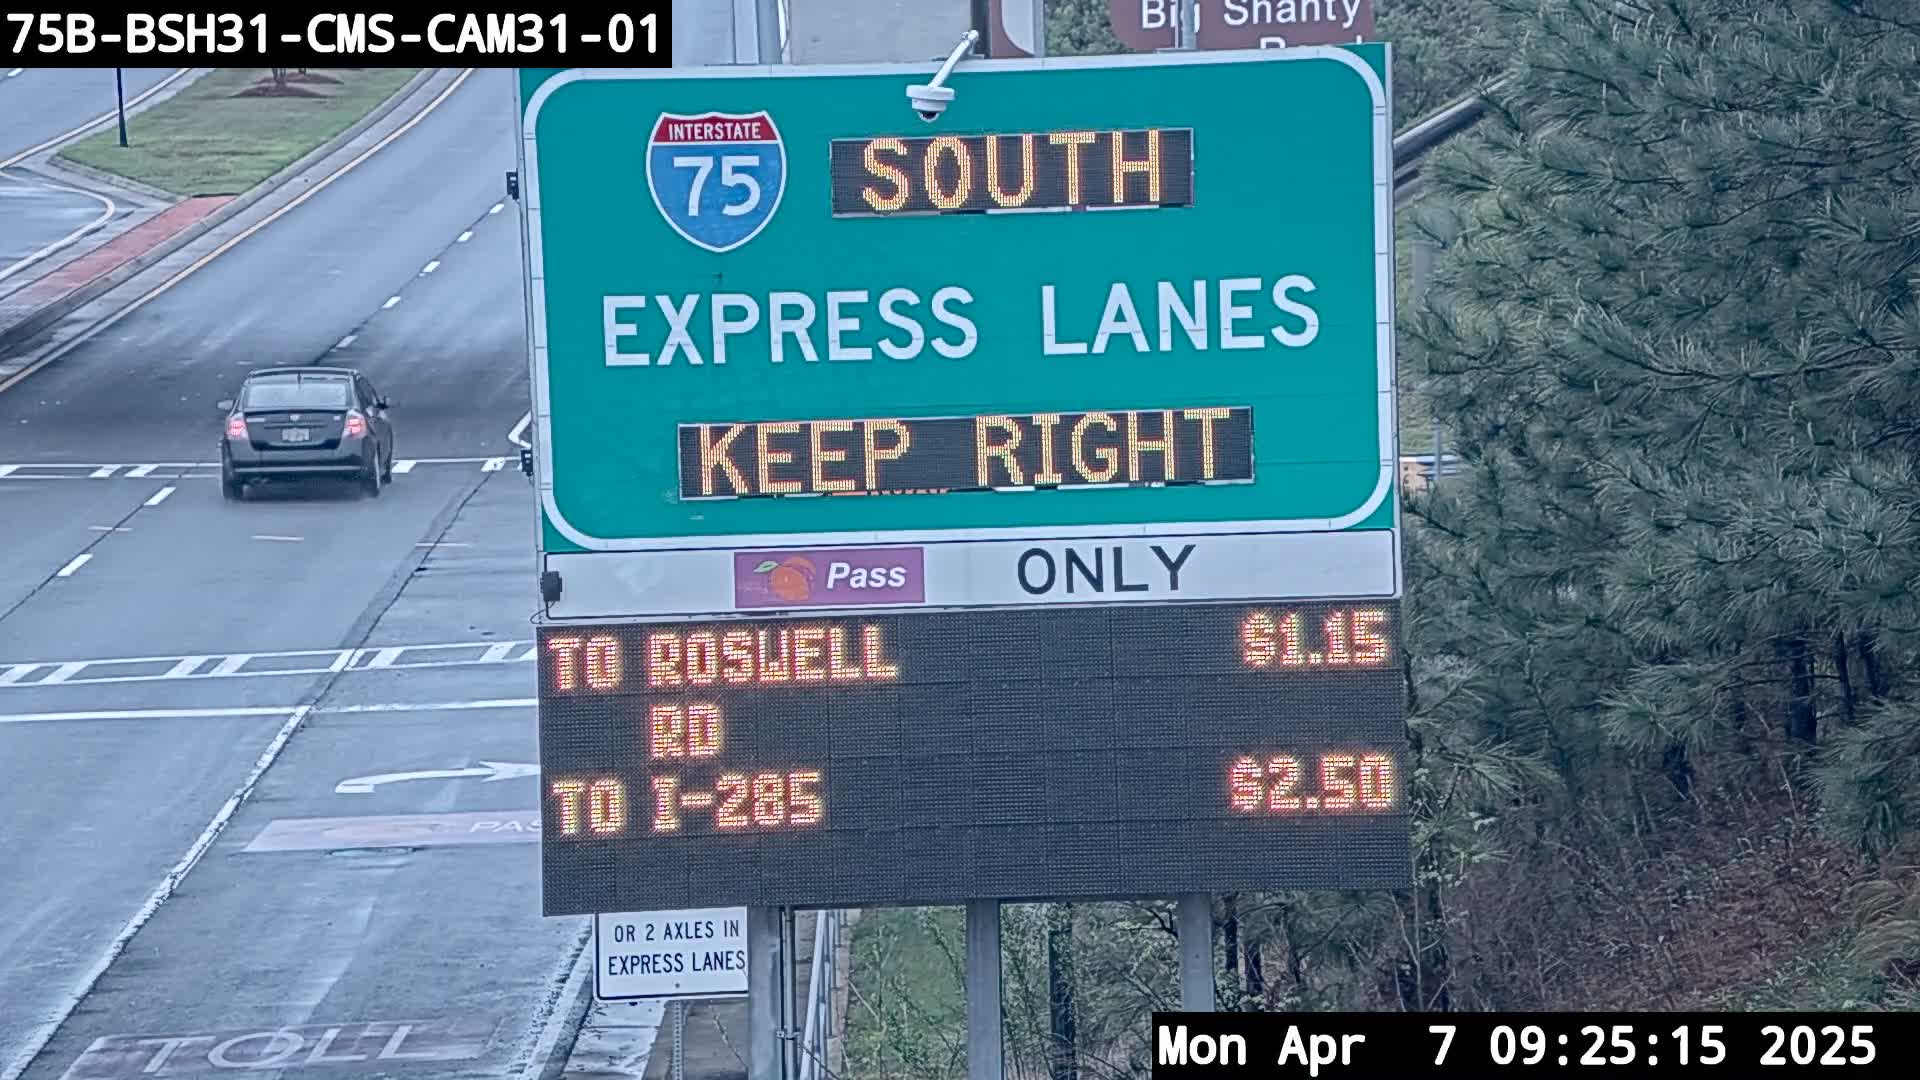 75B-BSH31-CMS-CAM31-01
Big Shanty
INTERSTATE
75
SOUTH
EXPRESS LANES
KEEP RIGHT
Pass
ONLY
TO ROSWELL $1.15
RD
TO I-285 $2.50
OR 2 AXLES IN
EXPRESS LANES
TOLL
Mon Apr 7 09:25:15 2025